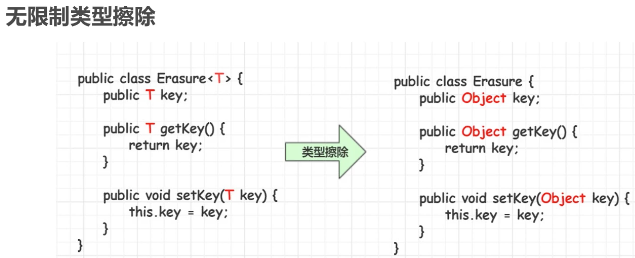 无限制类型擦除
public class Erasure<T> {
public T key;
public T getKey() {
return key;
}
public void setKey(T key) {
this.key = key;
}
}
类型擦除
public class Erasure {
public Object key;
public Object getKey() {
return key;
}
public void setKey(Object key) {
this.key = key;
}
}